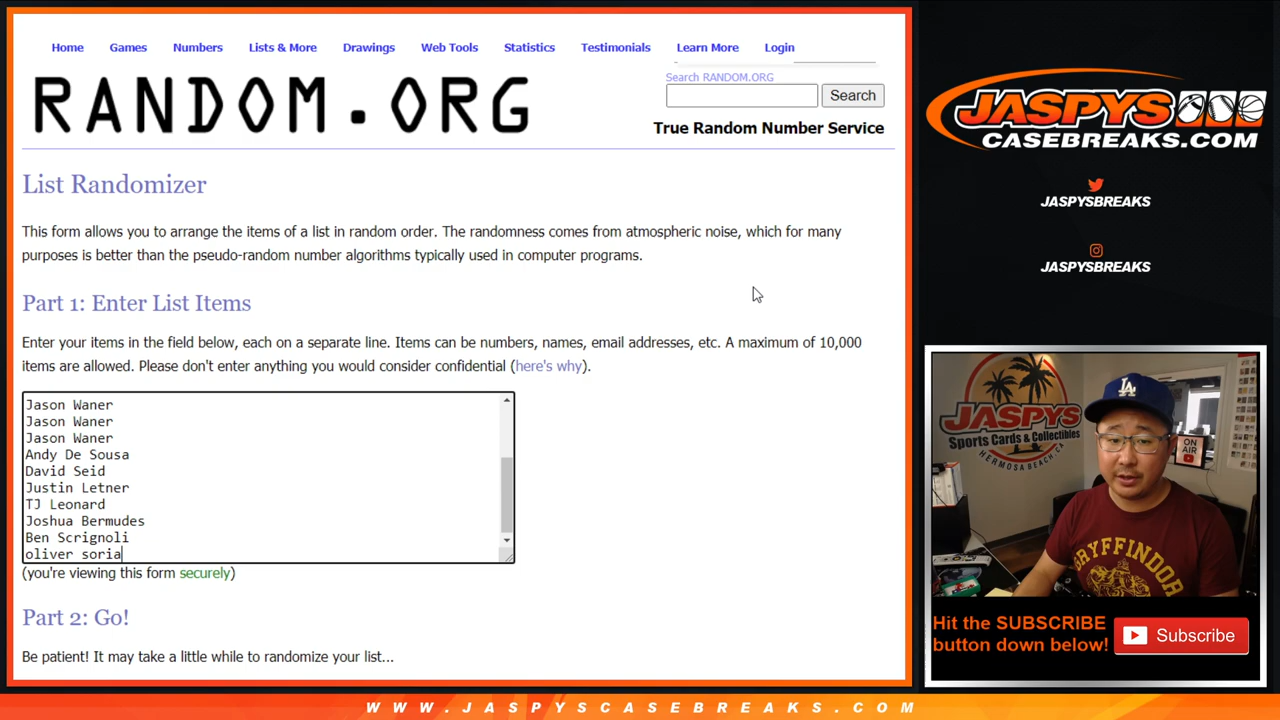 Home Games Numbers Lists & More Drawings Web Tools Statistics Testimonials Learn More Login
RANDOM.ORG
Search RANDOM.ORG
Search
True Random Number Service
List Randomizer
This form allows you to arrange the items of a list in random order. The randomness comes from atmospheric noise, which for many
purposes is better than the pseudo-random number algorithms typically used in computer programs.
Part 1: Enter List Items
Enter your items in the field below, each on a separate line. Items can be numbers, names, email addresses, etc. A maximum of 10,000
items are allowed. Please don't enter anything you would consider confidential (here's why).
Jason Waner
Jason Waner
Jason Waner
Andy De Sousa
David Seid
Justin Letner
TJ Leonard
Joshua Bermudes
Ben Scrignoli
oliver soria
(you're viewing this form securely)
Part 2: Go!
Be patient! It may take a little while to randomize your list...
JASPYS
CASEBREAKS.COM
JASPYSBREAKS
JASPYSBREAKS
JASPYS
Sports Cards & Collectibles
HERMOSA BEACH, CA
LA
ON
AIR
GRYFFINDOR
Hit the SUBSCRIBE
button down below!
Subscribe
WWW.JASPYSCASEBREAKS.COM